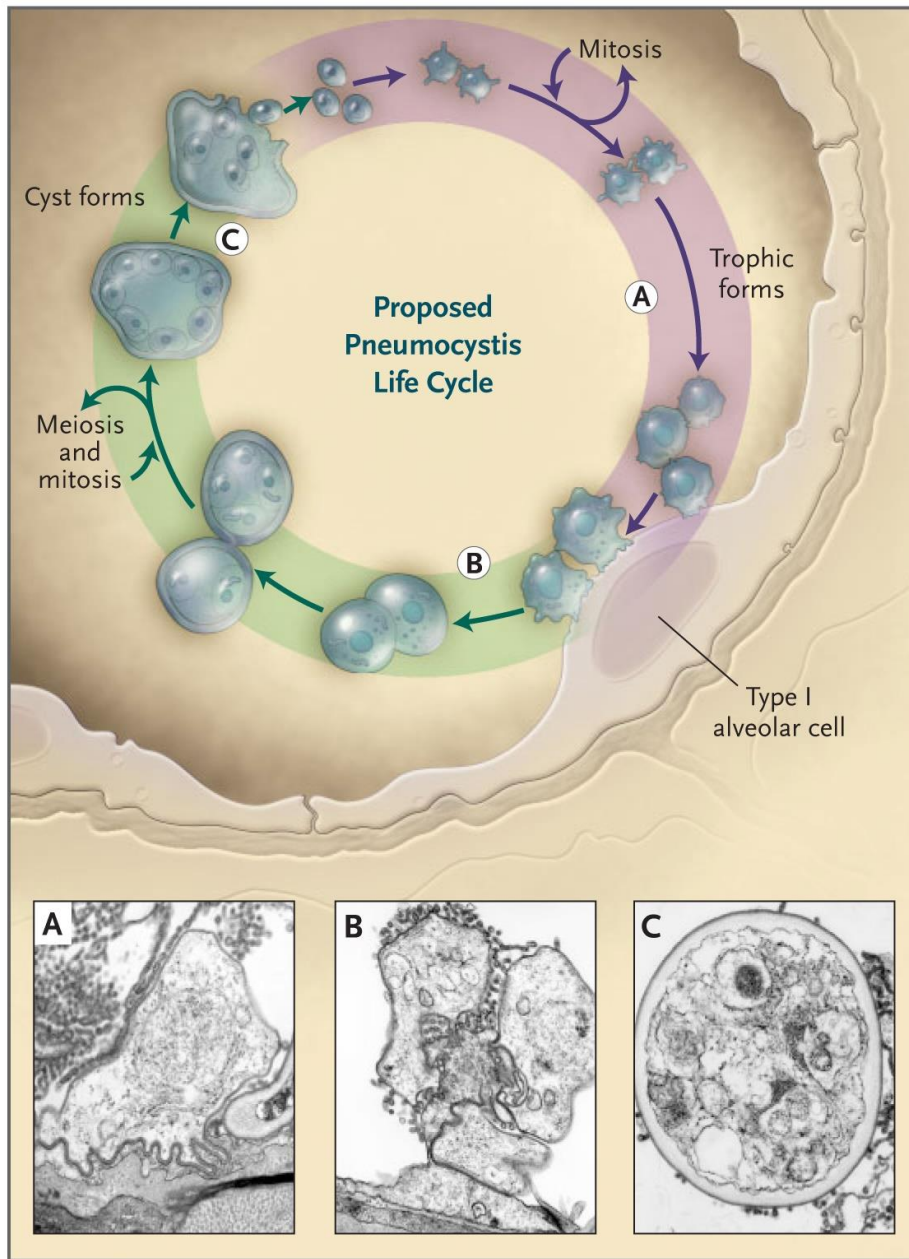 Mitosis
Cyst forms
C
Trophic
forms
A
Proposed
Pneumocystis
Life Cycle
Meiosis
and
mitosis
B
Type I
alveolar cell
A
B
C